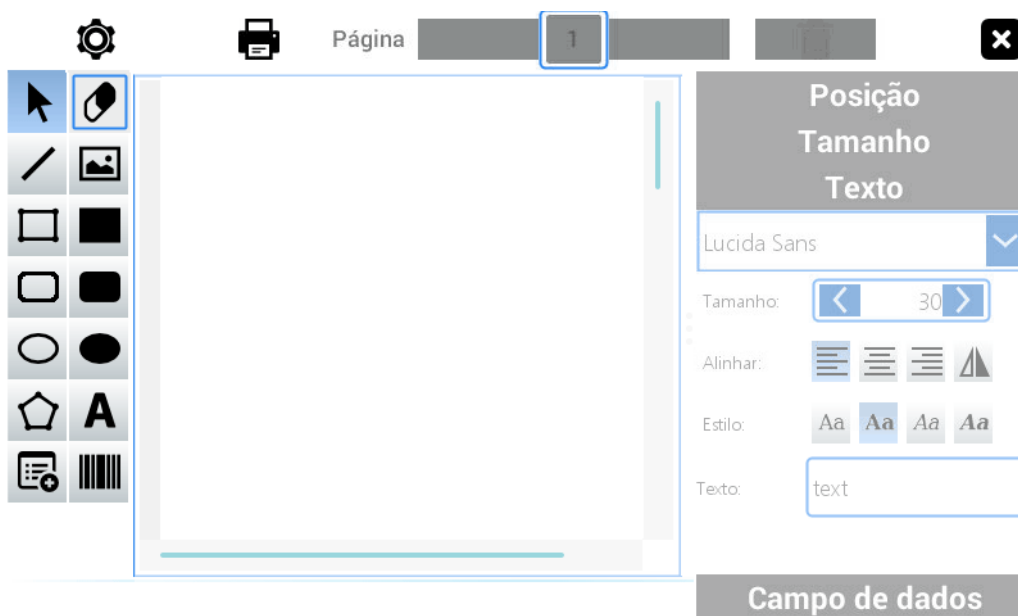 Página 1
Posição
Tamanho
Texto
Lucida Sans
Tamanho: 30
Alinhar:
Estilo: Aa Aa Aa Aa
Texto: text
A
Campo de dados